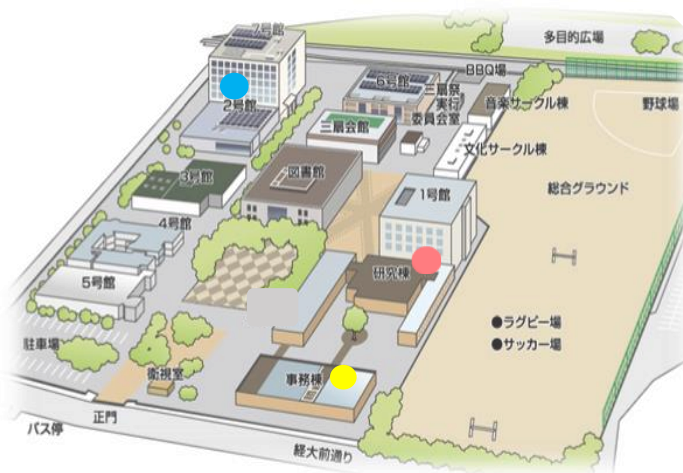 7号館
多目的広場
BBQ場
6号館
2号館
三扇祭
実行
委員会室
音楽サークル棟
野球場
三扇会館
文化サークル棟
3号館
図書館
1号館
総合グラウンド
4号館
5号館
研究棟
●ラグビー場
●サッカー場
駐車場
衛視室
事務棟
正門
バス停
経大前通り